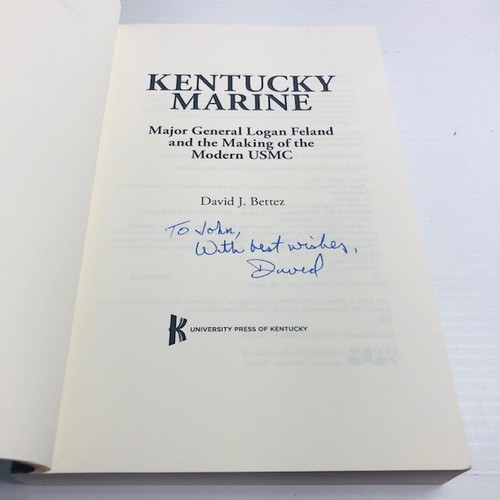 KENTUCKY
MARINE
Major General Logan Feland
and the Making of the
Modern USMC
David J. Bettez
To John,
With best wishes,
David
UNIVERSITY PRESS OF KENTUCKY